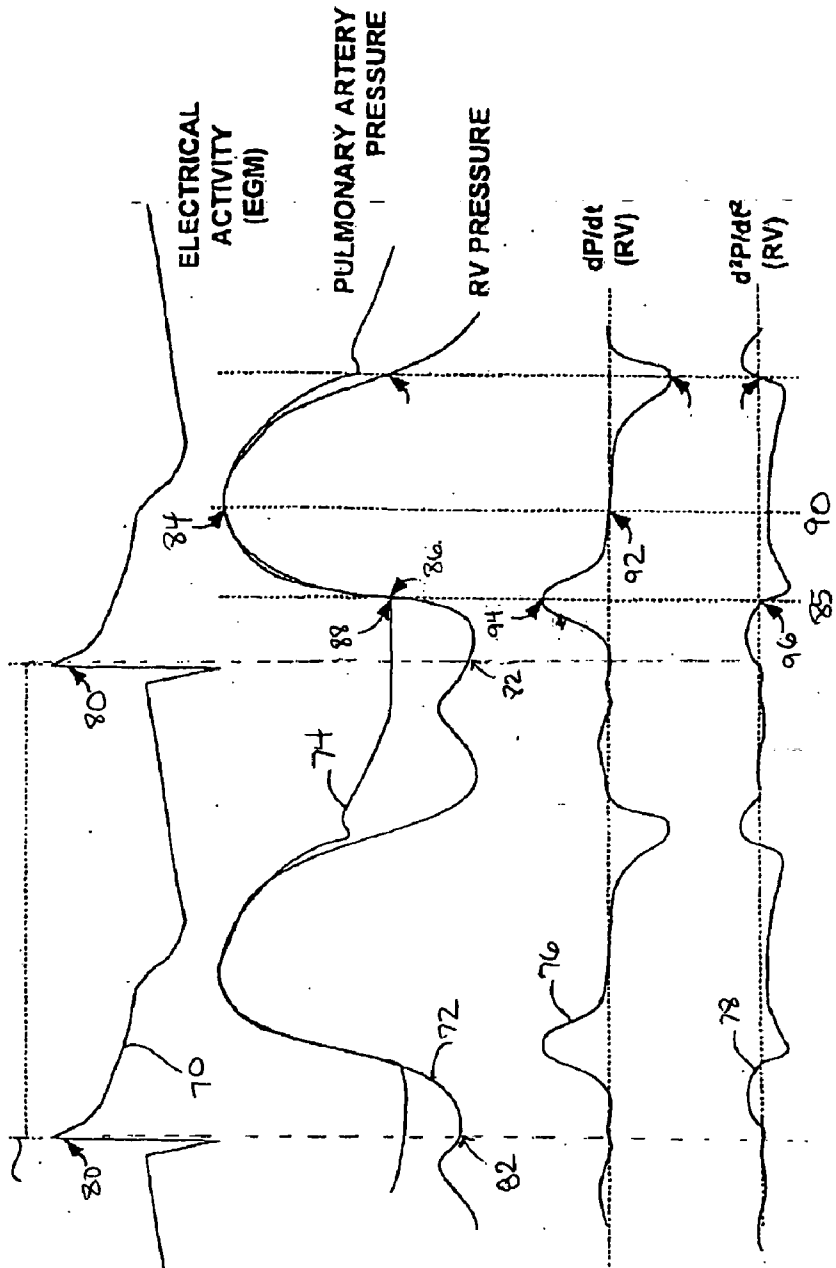 ELECTRICAL
ACTIVITY
(EGM)
PULMONARY ARTERY
PRESSURE
RV PRESSURE
dP/dt
(RV)
d²P/dt²
(RV)
80
80
70
84
74
72
82
82
88
86
94
92
76
78
96
85
90